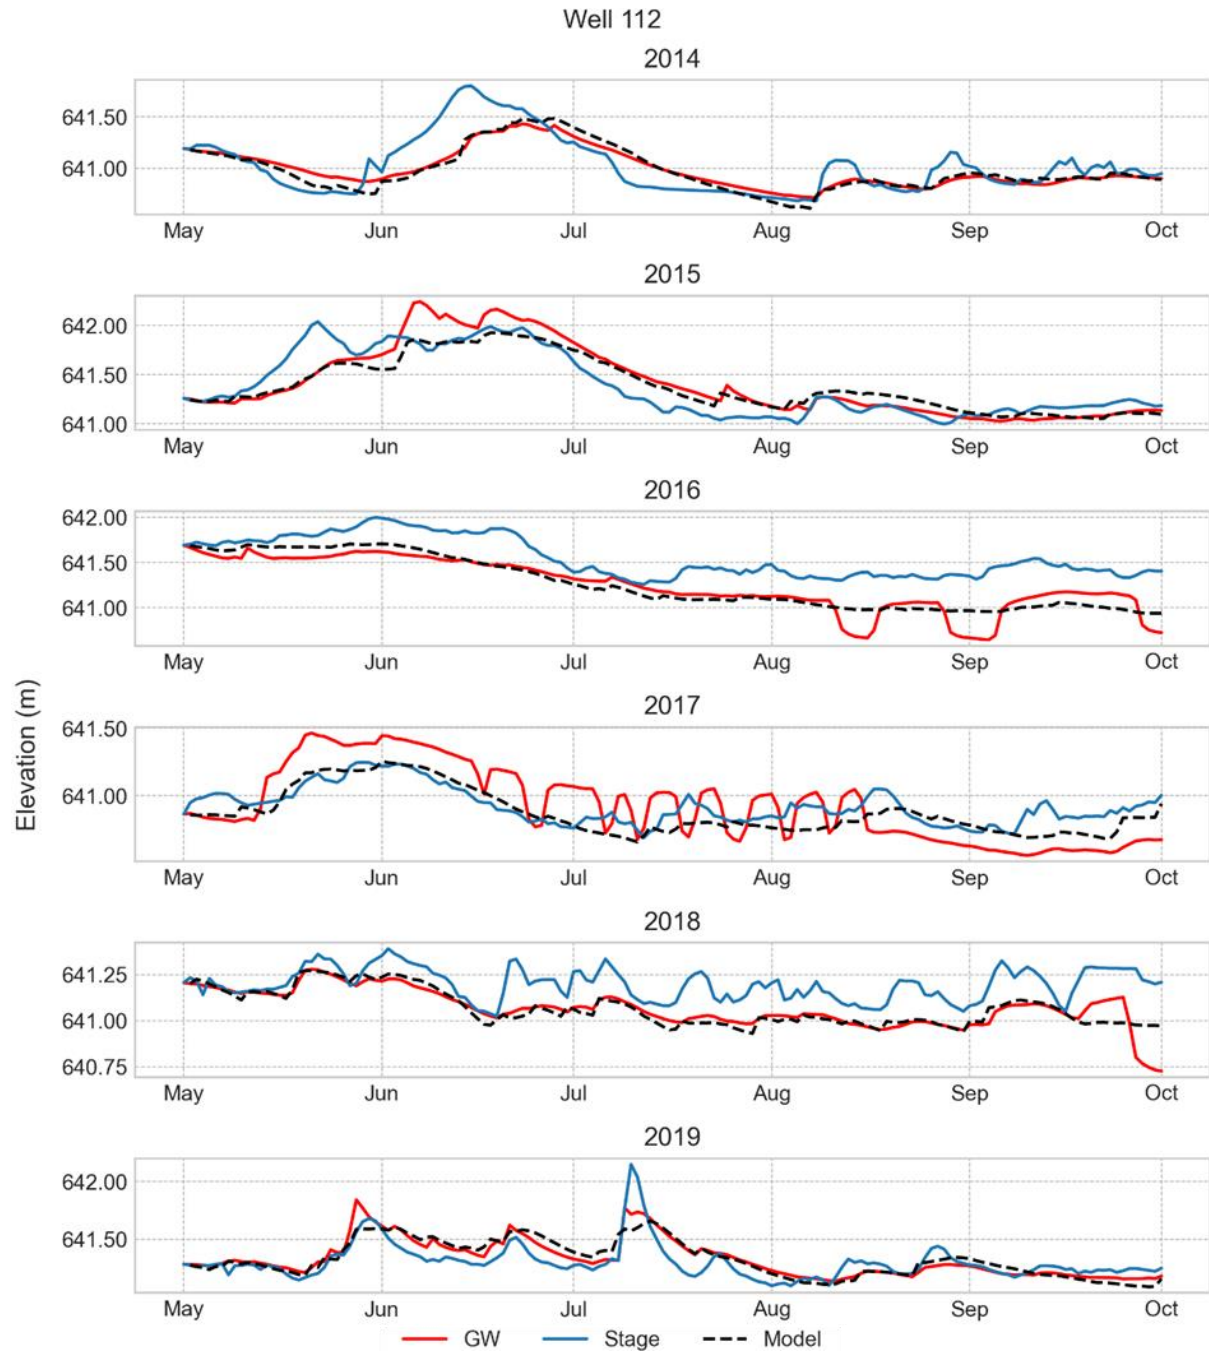 Well 112
2014
641.50
641.00
May Jun Jul Aug Sep Oct
2015
642.00
641.50
641.00
May Jun Jul Aug Sep Oct
2016
642.00
641.50
641.00
May Jun Jul Aug Sep Oct
Elevation (m)
2017
641.50
641.00
May Jun Jul Aug Sep Oct
2018
641.25
641.00
640.75
May Jun Jul Aug Sep Oct
2019
642.00
641.50
May Jun Jul Aug Sep Oct
GW Stage Model